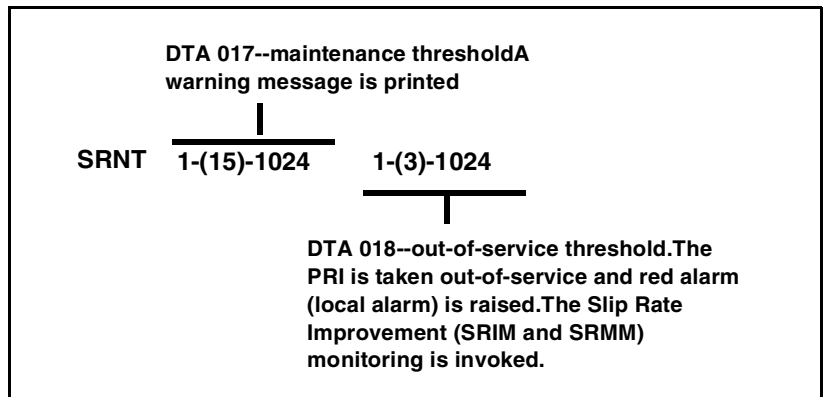 DTA 017--maintenance thresholdA
warning message is printed
SRNT 1-(15)-1024 1-(3)-1024
DTA 018--out-of-service threshold.The
PRI is taken out-of-service and red alarm
(local alarm) is raised.The Slip Rate
Improvement (SRIM and SRMM)
monitoring is invoked.